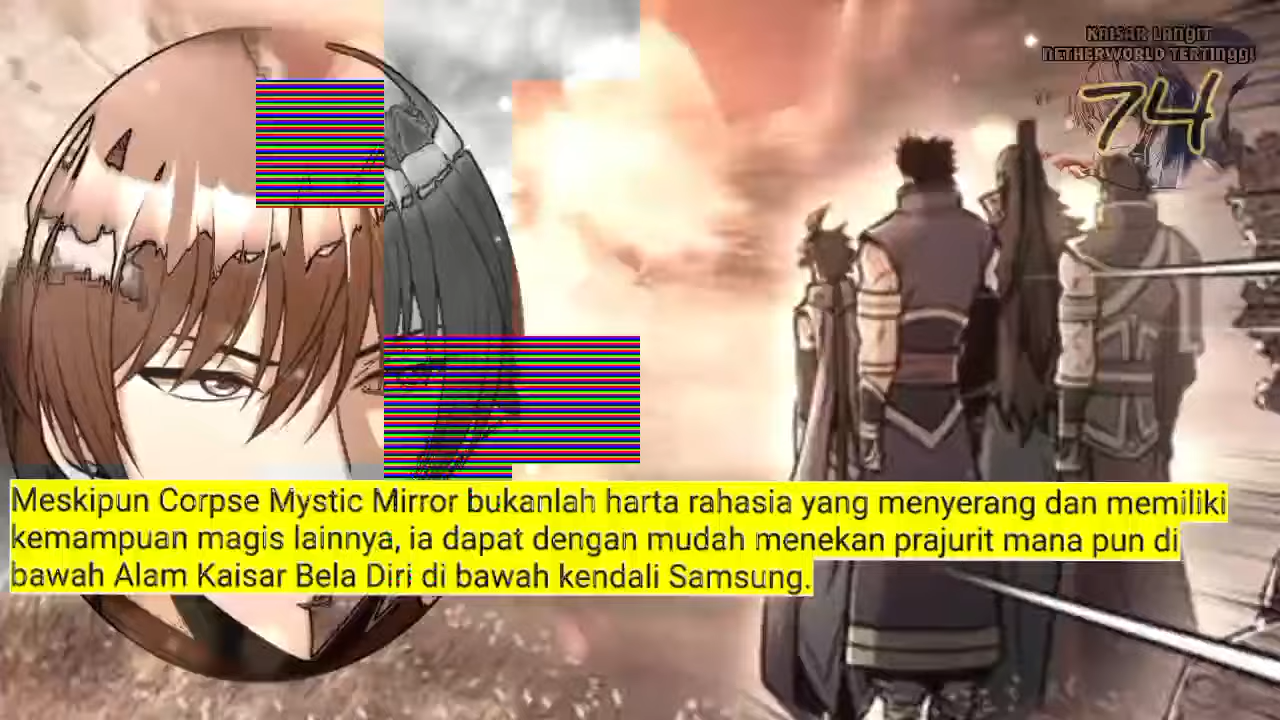 KAISAR LANGIT
NETHERWORLD TERTINGGI
74
Meskipun Corpse Mystic Mirror bukanlah harta rahasia yang menyerang dan memiliki
kemampuan magis lainnya, ia dapat dengan mudah menekan prajurit mana pun di
bawah Alam Kaisar Bela Diri di bawah kendali Samsung.